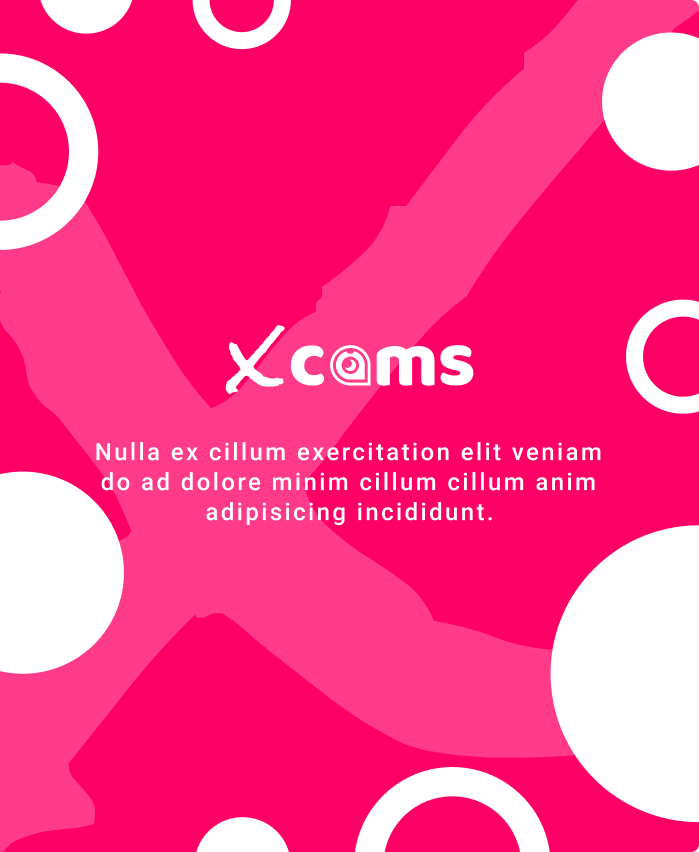 Xcams
Nulla ex cillum exercitation elit veniam
do ad dolore minim cillum cillum anim
adipisicing incididunt.